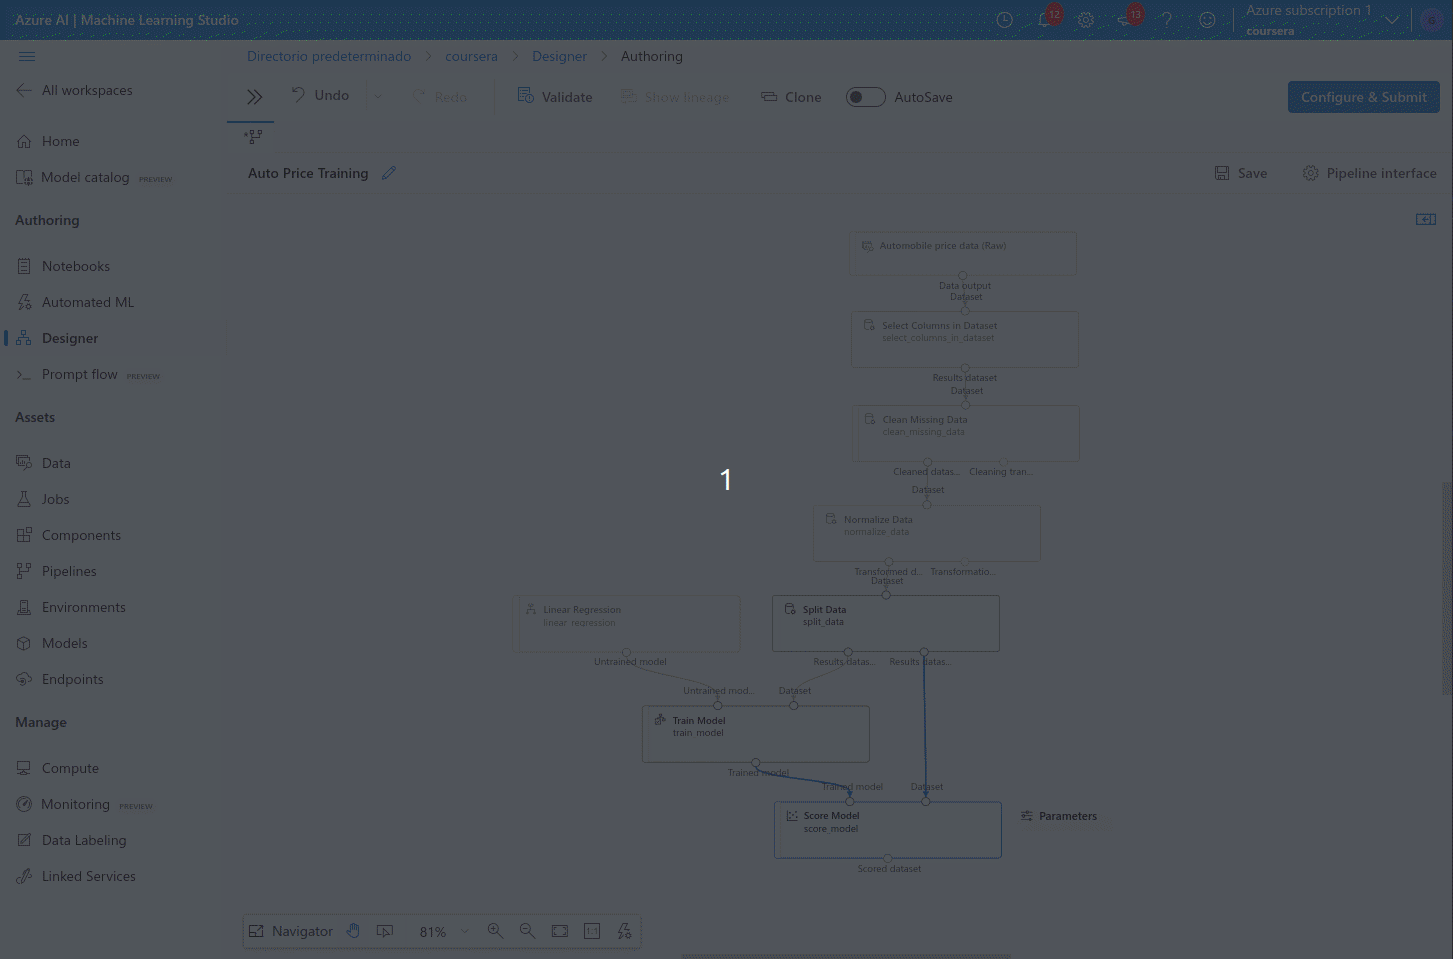 Azure AI | Machine Learning Studio
12
13
Azure subscription 1
coursera
All workspaces
Home
Model catalog PREVIEW
Authoring
Notebooks
Automated ML
Designer
Prompt flow PREVIEW
Assets
Data
Jobs
Components
Pipelines
Environments
Models
Endpoints
Manage
Compute
Monitoring PREVIEW
Data Labeling
Linked Services
Directorio predeterminado > coursera > Designer > Authoring
Undo
Redo
Validate
Show lineage
Clone
AutoSave
Configure & Submit
Auto Price Training
Save
Pipeline interface
Automobile price data (Raw)
Data output
Dataset
Select Columns in Dataset
select_columns_in_dataset
Results dataset
Dataset
Clean Missing Data
clean_missing_data
Cleaned datas... Cleaning tran...
Dataset
1
Normalize Data
normalize_data
Transformed d... Transformatio...
Dataset
Linear Regression
linear_regression
Untrained model
Split Data
split_data
Results datas... Results datas...
Untrained mod... Dataset
Train Model
train_model
Trained model
Trained model Dataset
Score Model
score_model
Parameters
Scored dataset
Navigator
81%
1:1